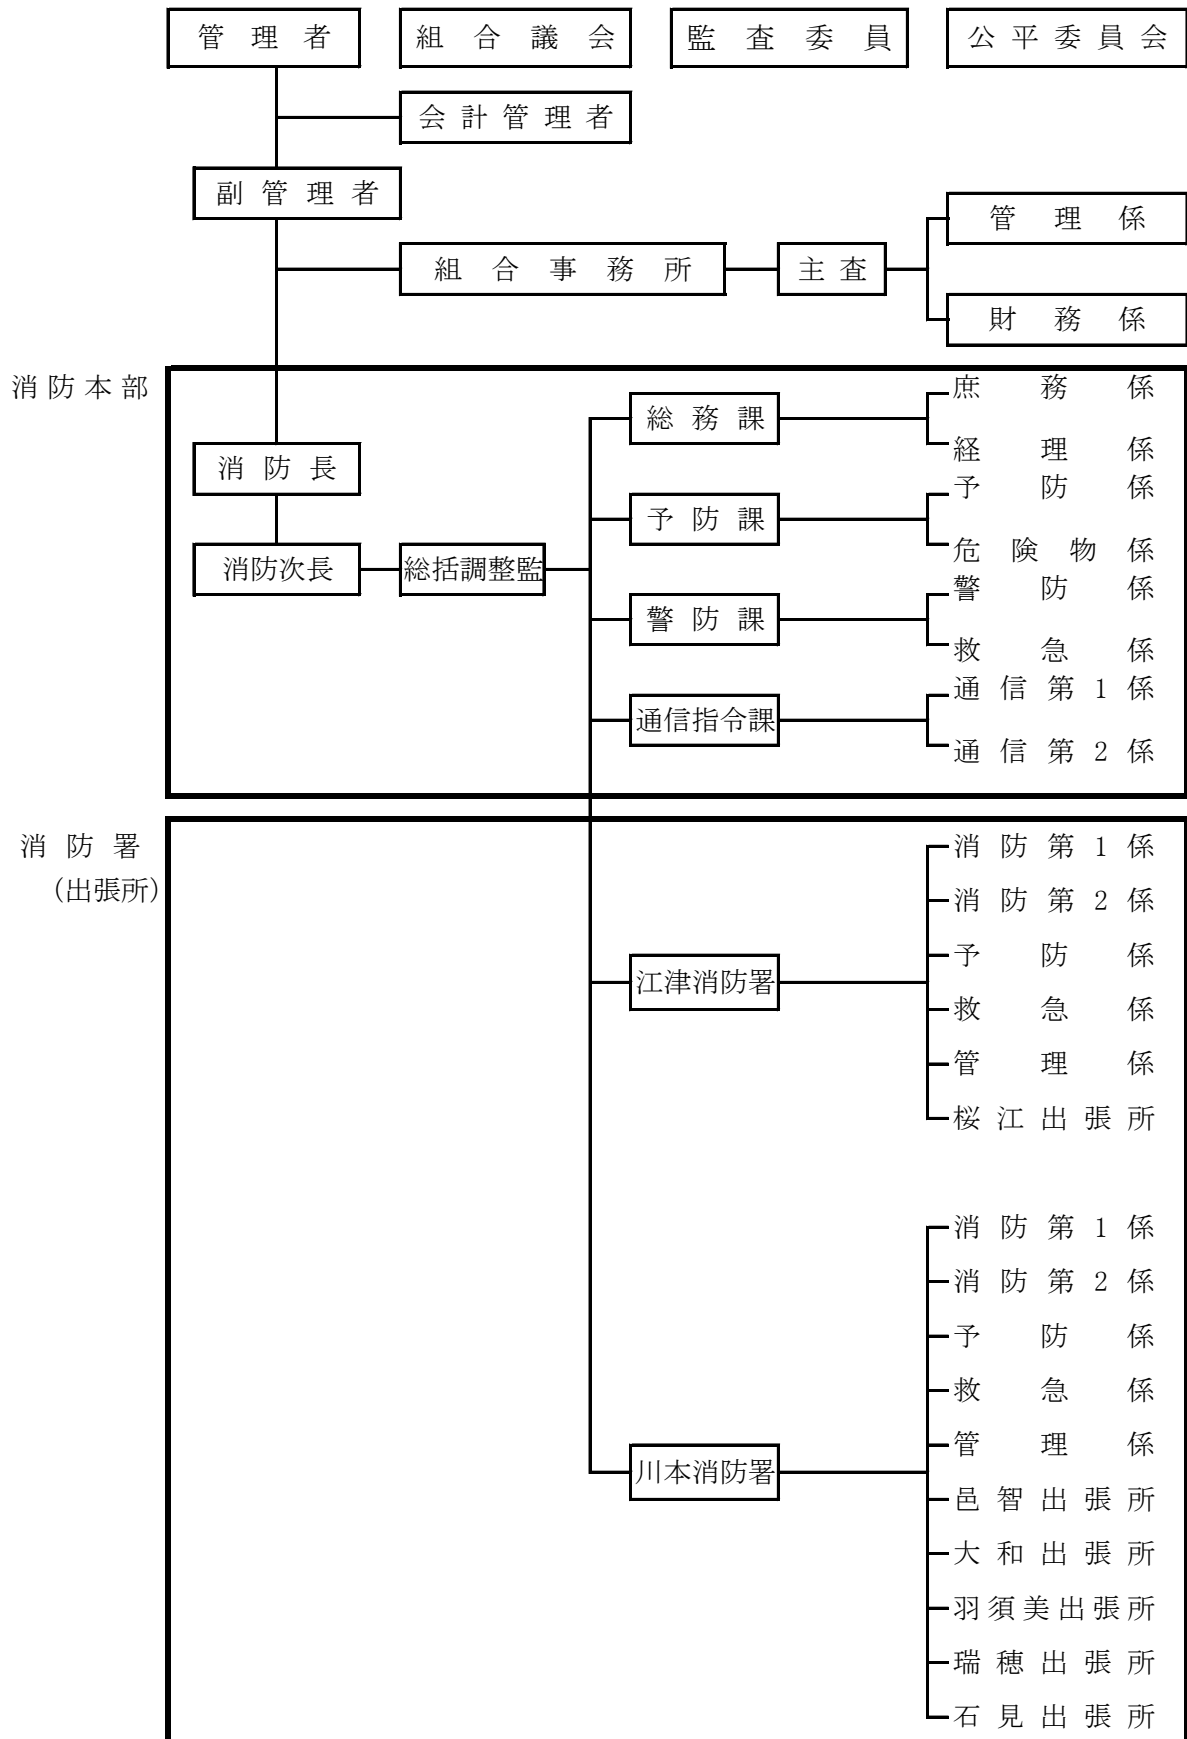 管理者 組合議会 監査委員 公平委員会
会計管理者
副管理者
管理係
組合事務所 主査
財務係
消防本部
庶務係
総務課
経理係
消防長
予防係
予防課
危険物係
消防次長 総括調整監
警防係
警防課
救急係
通信第1係
通信指令課
通信第2係
消防署
(出張所)
消防第1係
消防第2係
予防係
江津消防署
救急係
管理係
桜江出張所
消防第1係
消防第2係
予防係
救急係
管理係
川本消防署
邑智出張所
大和出張所
羽須美出張所
瑞穂出張所
石見出張所